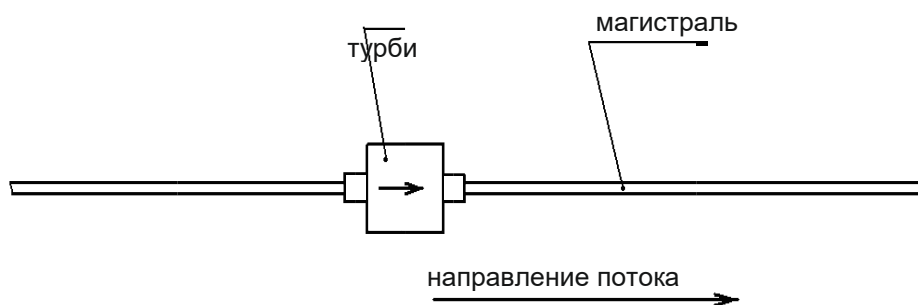 магистраль
турби
направление потока